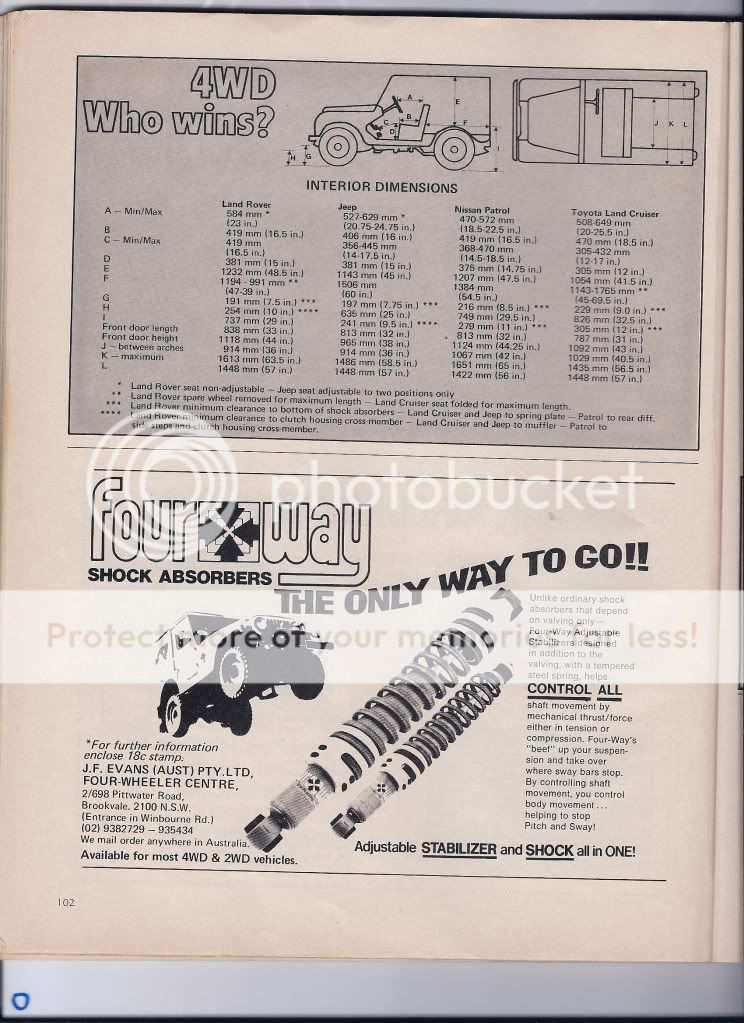 4WD
Who wins?
A
B
C
D
E
F
G
H
I
J K L
INTERIOR DIMENSIONS
Land Rover Jeep Nissan Patrol Toyota Land Cruiser
A — Min/Max 584 mm * 527-629 mm * 470-572 mm 508-649 mm
(23 in.) (20.75-24.75 in.) (18.5-22.5 in.) (20-25.5 in.)
B 419 mm (16.5 in.) 406 mm (16 in.) 419 mm (16.5 in.) 470 mm (18.5 in.)
C — Min/Max 419 mm 356-445 mm 368-470 mm 305-432 mm
(16.5 in.) (14-17.5 in.) (14.5-18.5 in.) (12-17 in.)
D 381 mm (15 in.) 381 mm (15 in.) 375 mm (14.75 in.) 305 mm (12 in.)
E 1232 mm (48.5 in.) 1143 mm (45 in.) 1207 mm (47.5 in.) 1054 mm (41.5 in.)
F 1194 - 991 mm ** 1506 mm 1384 mm 1143-1765 mm **
(47-39 in.) (60 in.) (54.5 in.) (45-69.5 in.)
G 191 mm (7.5 in.) *** 197 mm (7.75 in.) *** 216 mm (8.5 in.) *** 229 mm (9.0 in.) ***
H 254 mm (10 in.) **** 635 mm (25 in.) 749 mm (29.5 in.) 826 mm (32.5 in.)
I 737 mm (29 in.) 241 mm (9.5 in.) **** 279 mm (11 in.) *** 305 mm (12 in.) ***
Front door length 838 mm (33 in.) 813 mm (32 in.) 813 mm (32 in.) 787 mm (31 in.)
Front door height 1118 mm (44 in.) 965 mm (38 in.) 1124 mm (44.25 in.) 1092 mm (43 in.)
J — between arches 914 mm (36 in.) 914 mm (36 in.) 1067 mm (42 in.) 1029 mm (40.5 in.)
K — maximum 1613 mm (63.5 in.) 1486 mm (58.5 in.) 1651 mm (65 in.) 1435 mm (56.5 in.)
L 1448 mm (57 in.) 1448 mm (57 in.) 1422 mm (56 in.) 1448 mm (57 in.)
* Land Rover seat non-adjustable — Jeep seat adjustable to two positions only
** Land Rover spare wheel removed for maximum length — Land Cruiser seat folded for maximum length.
*** Land Rover minimum clearance to bottom of shock absorbers — Land Cruiser and Jeep to spring plate — Patrol to rear diff.
**** Land Rover minimum clearance to clutch housing cross-member — Land Cruiser and Jeep to muffler — Patrol to
side steps and clutch housing cross-member.
photobucket
four way
SHOCK ABSORBERS
THE ONLY WAY TO GO!!
Protect more of your memories for less!
Unlike ordinary shock
absorbers that depend
on valving only—
Four-Way Adjustable
Stabilizers designed
in addition to the
valving, with a tempered
steel spring, helps
CONTROL ALL
shaft movement by
mechanical thrust/force
either in tension or
compression. Four-Way's
"beef" up your suspen-
sion and take over
where sway bars stop.
By controlling shaft
movement, you control
body movement...
helping to stop
Pitch and Sway!
*For further information
enclose 18c stamp.
J.F. EVANS (AUST) PTY.LTD,
FOUR-WHEELER CENTRE,
2/698 Pittwater Road,
Brookvale. 2100 N.S.W.
(Entrance in Winbourne Rd.)
(02) 9382729 — 935434
We mail order anywhere in Australia.
Available for most 4WD & 2WD vehicles.
Adjustable STABILIZER and SHOCK all in ONE!
102